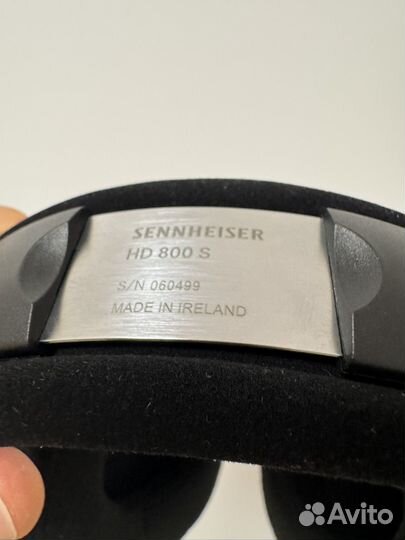 SENNHEISER
HD 800 S
S/N 060499
MADE IN IRELAND
Avito